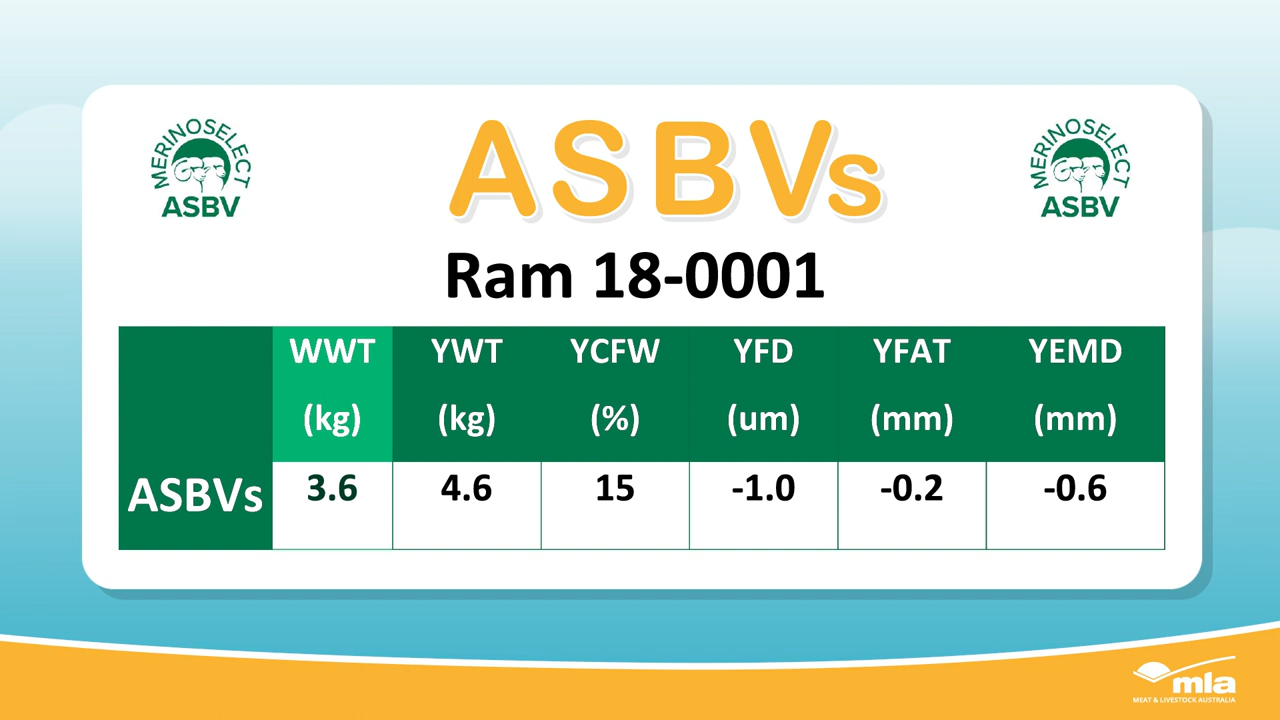 MERINOSELECT
ASBV
ASBVs
MERINOSELECT
ASBV
Ram 18-0001
WWT YWT YCFW YFD YFAT YEMD
(kg) (kg) (%) (um) (mm) (mm)
ASBVs 3.6 4.6 15 -1.0 -0.2 -0.6
mla
MEAT & LIVESTOCK AUSTRALIA